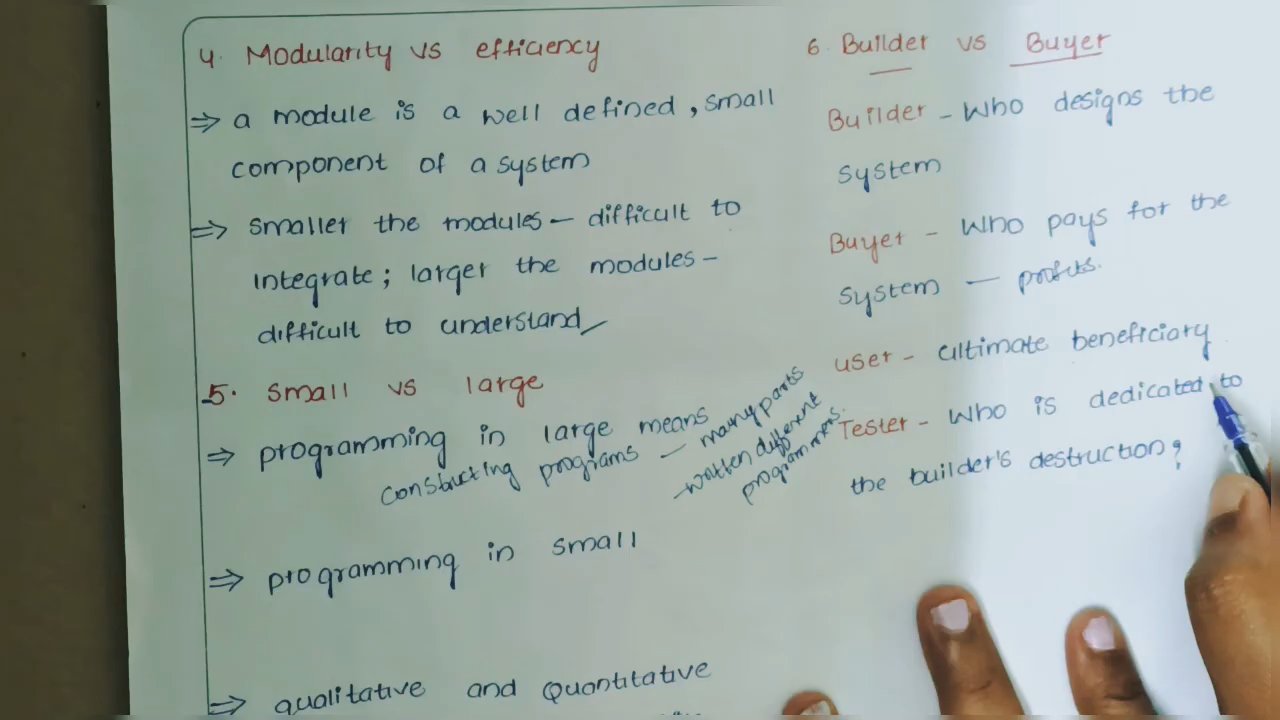 4. Modularity vs efficiency
⇒ a module is a well defined, small
component of a system
⇒ smaller the modules – difficult to
integrate; larger the modules –
difficult to understand
5. small vs large
⇒ programming in large means
constructing programs – many parts
– written different
programmers.
⇒ programming in small
⇒ qualitative and Quantitative
6. Builder vs Buyer
Builder – Who designs the
system
Buyer – Who pays for the
system – profits.
user – ultimate beneficiary
Tester – Who is dedicated to
the builder's destruction?